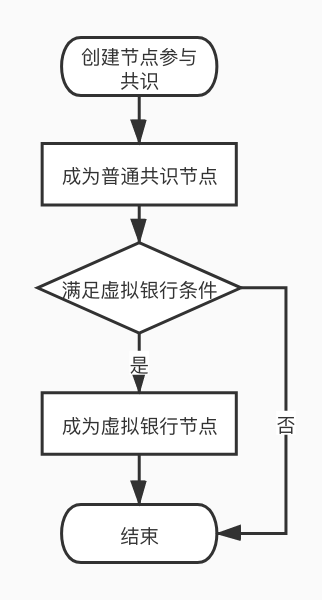 创建节点参与
共识
成为普通共识节点
满足虚拟银行条件
是
成为虚拟银行节点
否
结束